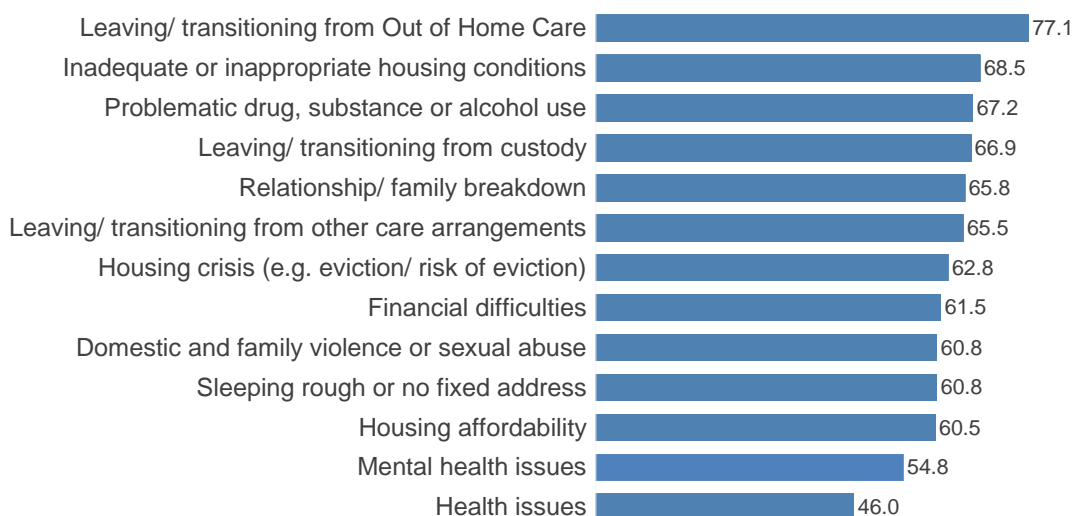 Leaving/ transitioning from Out of Home Care 77.1
Inadequate or inappropriate housing conditions 68.5
Problematic drug, substance or alcohol use 67.2
Leaving/ transitioning from custody 66.9
Relationship/ family breakdown 65.8
Leaving/ transitioning from other care arrangements 65.5
Housing crisis (e.g. eviction/ risk of eviction) 62.8
Financial difficulties 61.5
Domestic and family violence or sexual abuse 60.8
Sleeping rough or no fixed address 60.8
Housing affordability 60.5
Mental health issues 54.8
Health issues 46.0